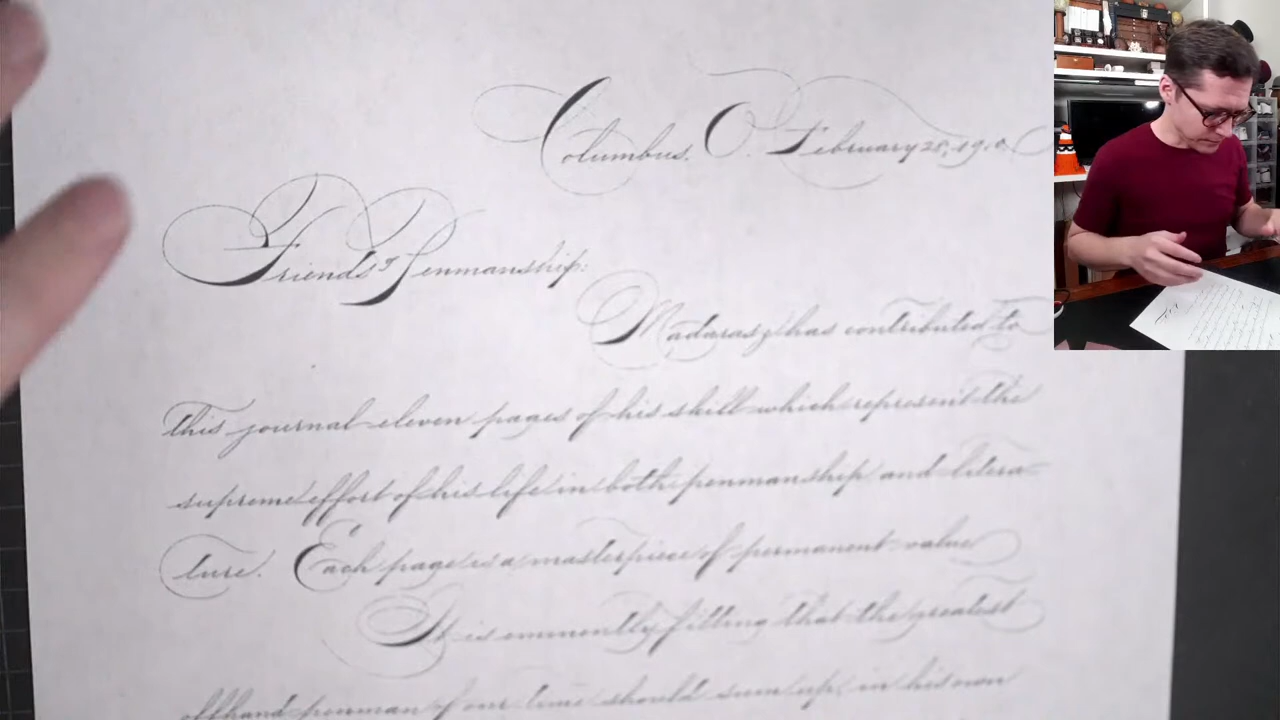 Columbus, O. February 28, 1910.
Friends of Penmanship:
Madarasz has contributed to
this journal eleven pages of his skill which represent the
supreme effort of his life in both penmanship and litera-
ture. Each page is a masterpiece of permanent value
It is eminently fitting that the greatest
offhand penman of our time should sum up, in his own